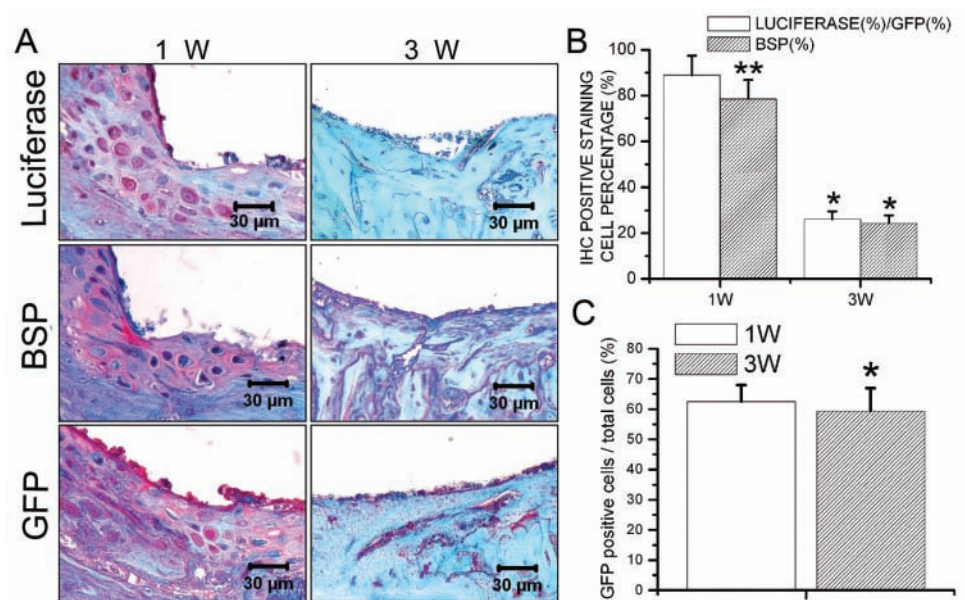 A
1 W
3 W
Luciferase
30 µm
30 µm
BSP
30 µm
30 µm
GFP
30 µm
30 µm
B
LUCIFERASE(%)/GFP(%)
BSP(%)
IHC POSITIVE STAINING
CELL PERCENTAGE (%)
100
80
60
40
20
0
**
*
*
1W
3W
C
1W
3W
GFP positive cells / total cells (%)
80
70
60
50
40
30
20
10
0
*